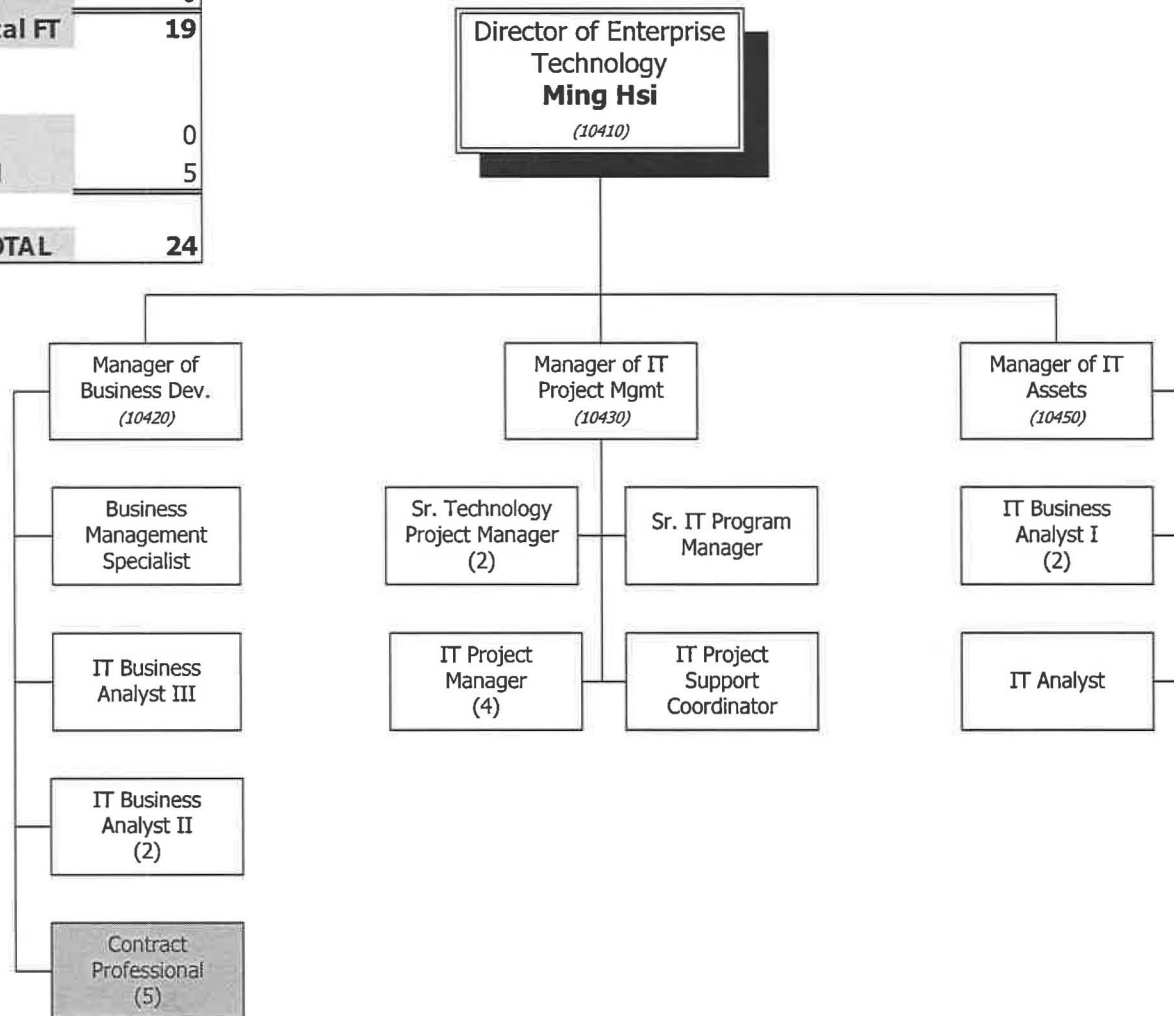 FT 19
0
5
24
Director of Enterprise
Technology
Ming Hsi
(10410)
Manager of
Business Dev.
(10420)
Business
Management
Specialist
IT Business
Analyst III
IT Business
Analyst II
(2)
Contract
Professional
(5)
Manager of IT
Project Mgmt
(10430)
Sr. Technology
Project Manager
(2)
Sr. IT Program
Manager
IT Project
Manager
(4)
IT Project
Support
Coordinator
Manager of IT
Assets
(10450)
IT Business
Analyst I
(2)
IT Analyst